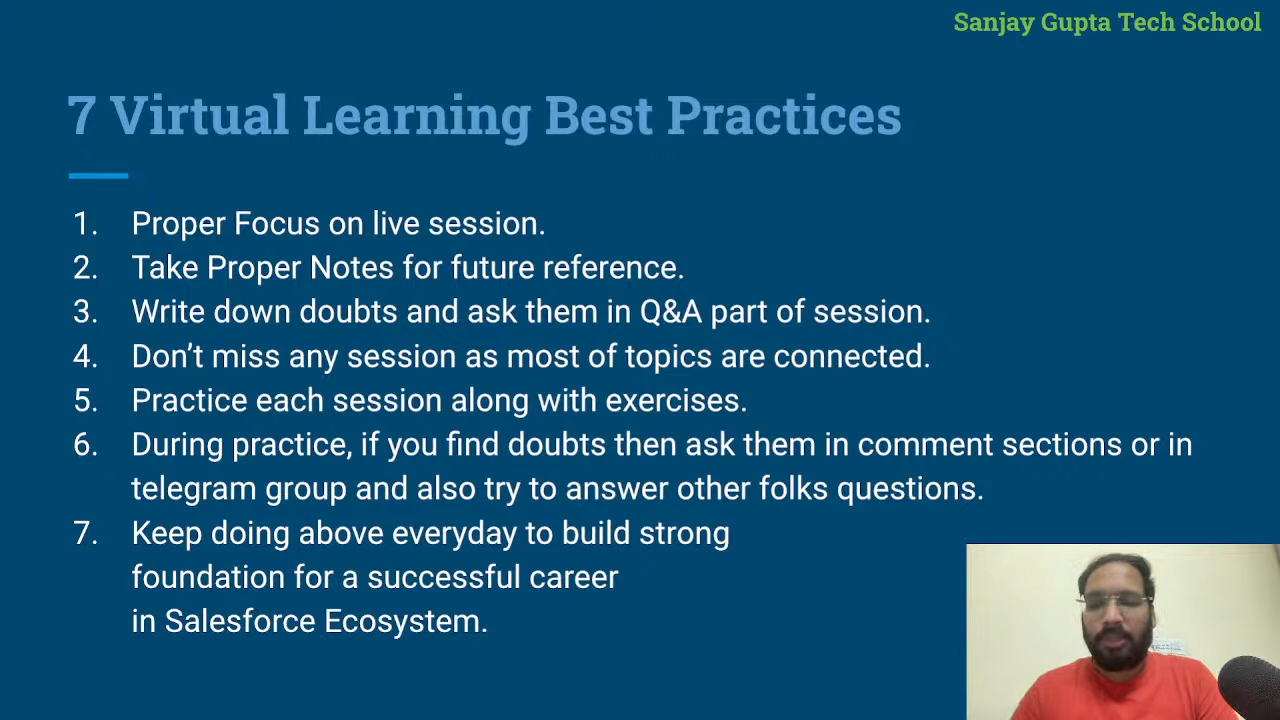 Sanjay Gupta Tech School
7 Virtual Learning Best Practices
1. Proper Focus on live session.
2. Take Proper Notes for future reference.
3. Write down doubts and ask them in Q&A part of session.
4. Don’t miss any session as most of topics are connected.
5. Practice each session along with exercises.
6. During practice, if you find doubts then ask them in comment sections or in
telegram group and also try to answer other folks questions.
7. Keep doing above everyday to build strong
foundation for a successful career
in Salesforce Ecosystem.